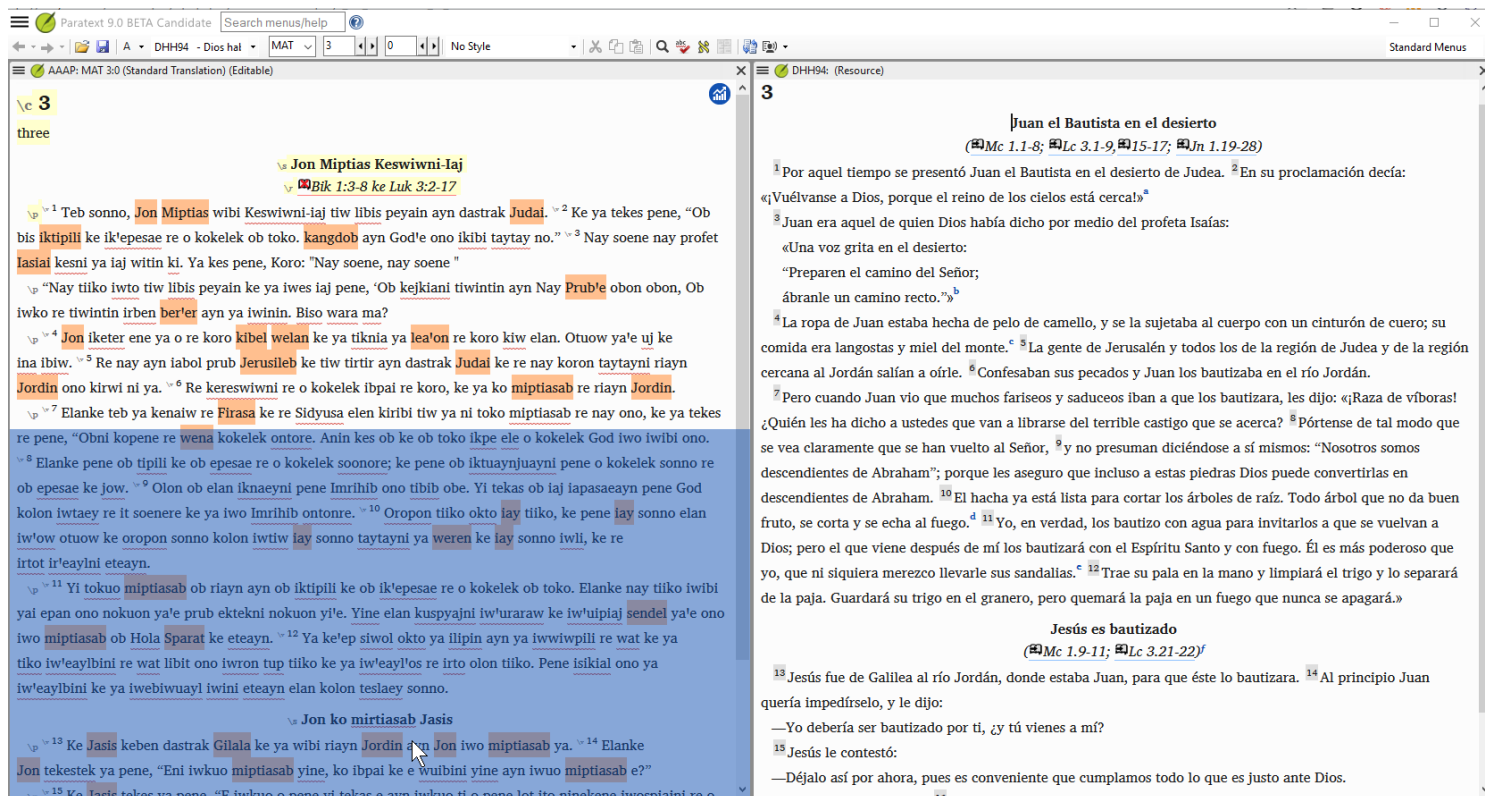 Paratext 9.0 BETA Candidate Search menus/help
A DHH94 - Dios hal MAT 3 0 No Style Standard Menus
AAAP: MAT 3:0 (Standard Translation) (Editable)
\c 3
three
\s Jon Miptias Keswiwni-Iaj
\r Bik 1:3-8 ke Luk 3:2-17
\p \v 1 Teb sonno, Jon Miptias wibi Keswiwni-iaj tiw libis peyain ayn dastrak Judai. \v 2 Ke ya tekes pene, “Ob
bis iktipili ke ik'epesae re o kokelek ob toko. kangdob ayn God'e ono ikibi taytay no.” \v 3 Nay soene nay profet
Iasiai kesni ya iaj witin ki. Ya kes pene, Koro: "Nay soene, nay soene "
\p “Nay tiiko iwto tiw libis peyain ke ya iwes iaj pene, ‘Ob kejkiani tiwintin ayn Nay Prub'e obon obon, Ob
iwko re tiwintin irben ber'er ayn ya iwinin. Biso wara ma?
\p \v 4 Jon iketer ene ya o re koro kibel welan ke ya tiknia ya lea'on re koro kiw elan. Otuow ya'e uj ke
ina ibiw. \v 5 Re nay ayn iabol prub Jerusileb ke tiw tirtir ayn dastrak Judai ke re nay koron taytayni riayn
Jordin ono kirwi ni ya. \v 6 Re kereswiwni re o kokelek ibpai re koro, ke ya ko miptiasab re riayn Jordin.
\p \v 7 Elanke teb ya kenaiw re Firasa ke re Sidyusa elen kiribi tiw ya ni toko miptiasab re nay ono, ke ya tekes
re pene, “Obni kopene re wena kokelek ontore. Anin kes ob ke ob toko ikpe ele o kokelek God iwo iwibi ono.
\v 8 Elanke pene ob tipili ke ob epesae re o kokelek soonore; ke pene ob iktuaynjuayni pene o kokelek sonno re
ob epesae ke jow. \v 9 Olon ob elan iknaeyni pene Imrihib ono tibib obe. Yi tekas ob iaj iapasaeayn pene God
kolon iwtaey re it soenere ke ya iwo Imrihib ontonre. \v 10 Oropon tiiko okto iay tiiko, ke pene iay sonno elan
iw'ow otuow ke oropon sonno kolon iwtiw iay sonno taytayni ya weren ke iay sonno iwli, ke re
irtot ir'eaylni eteayn.
\p \v 11 Yi tokuo miptiasab ob riayn ayn ob iktipili ke ob ik'epesae re o kokelek ob toko. Elanke nay tiiko iwibi
yai epan ono nokuon ya'e prub ektekni nokuon yi'e. Yine elan kuspyajni iw'uraraw ke iw'uipiaj sendel ya'e ono
iwo miptiasab ob Hola Sparat ke eteayn. \v 12 Ya ke'ep siwol okto ya ilipin ayn ya iwwiwpili re wat ke ya
tiko iw'eaylbini re wat libit ono iwron tup tiiko ke ya iw'eayl'os re irto olon tiiko. Pene isikial ono ya
iw'eaylbini ke ya iwebiwuayl iwini eteayn elan kolon teslaey sonno.
\s Jon ko mirtiasab Jasis
\p \v 13 Ke Jasis keben dastrak Gilala ke ya wibi riayn Jordin ayn Jon iwo miptiasab ya. \v 14 Elanke
Jon tekestek ya pene, “Eni iwkuo miptiasab yine, ko ibpai ke e wuibini yine ayn iwuo miptiasab e?”
\v 15 Ke Jasis tekes ya pene, “E iwkuo o pene yi tekas e ayn iwkuo ti o pene lot ito ninekene iwospiaini re o
DHH94: (Resource)
3
Juan el Bautista en el desierto
(Mc 1.1-8; Lc 3.1-9, 15-17; Jn 1.19-28)
1 Por aquel tiempo se presentó Juan el Bautista en el desierto de Judea. 2 En su proclamación decía:
«¡Vuélvanse a Dios, porque el reino de los cielos está cerca!»a
3 Juan era aquel de quien Dios había dicho por medio del profeta Isaías:
«Una voz grita en el desierto:
“Preparen el camino del Señor;
ábranle un camino recto.”»b
4 La ropa de Juan estaba hecha de pelo de camello, y se la sujetaba al cuerpo con un cinturón de cuero; su
comida era langostas y miel del monte.c 5 La gente de Jerusalén y todos los de la región de Judea y de la región
cercana al Jordán salían a oírle. 6 Confesaban sus pecados y Juan los bautizaba en el río Jordán.
7 Pero cuando Juan vio que muchos fariseos y saduceos iban a que los bautizara, les dijo: «¡Raza de víboras!
¿Quién les ha dicho a ustedes que van a librarse del terrible castigo que se acerca? 8 Pórtense de tal modo que
se vea claramente que se han vuelto al Señor, 9 y no presuman diciéndose a sí mismos: “Nosotros somos
descendientes de Abraham”; porque les aseguro que incluso a estas piedras Dios puede convertirlas en
descendientes de Abraham. 10 El hacha ya está lista para cortar los árboles de raíz. Todo árbol que no da buen
fruto, se corta y se echa al fuego.d 11 Yo, en verdad, los bautizo con agua para invitarlos a que se vuelvan a
Dios; pero el que viene después de mí los bautizará con el Espíritu Santo y con fuego. Él es más poderoso que
yo, que ni siquiera merezco llevarle sus sandalias.e 12 Trae su pala en la mano y limpiará el trigo y lo separará
de la paja. Guardará su trigo en el granero, pero quemará la paja en un fuego que nunca se apagará.»
Jesús es bautizado
(Mc 1.9-11; Lc 3.21-22)f
13 Jesús fue de Galilea al río Jordán, donde estaba Juan, para que éste lo bautizara. 14 Al principio Juan
quería impedírselo, y le dijo:
—Yo debería ser bautizado por ti, ¿y tú vienes a mí?
15 Jesús le contestó:
—Déjalo así por ahora, pues es conveniente que cumplamos todo lo que es justo ante Dios.